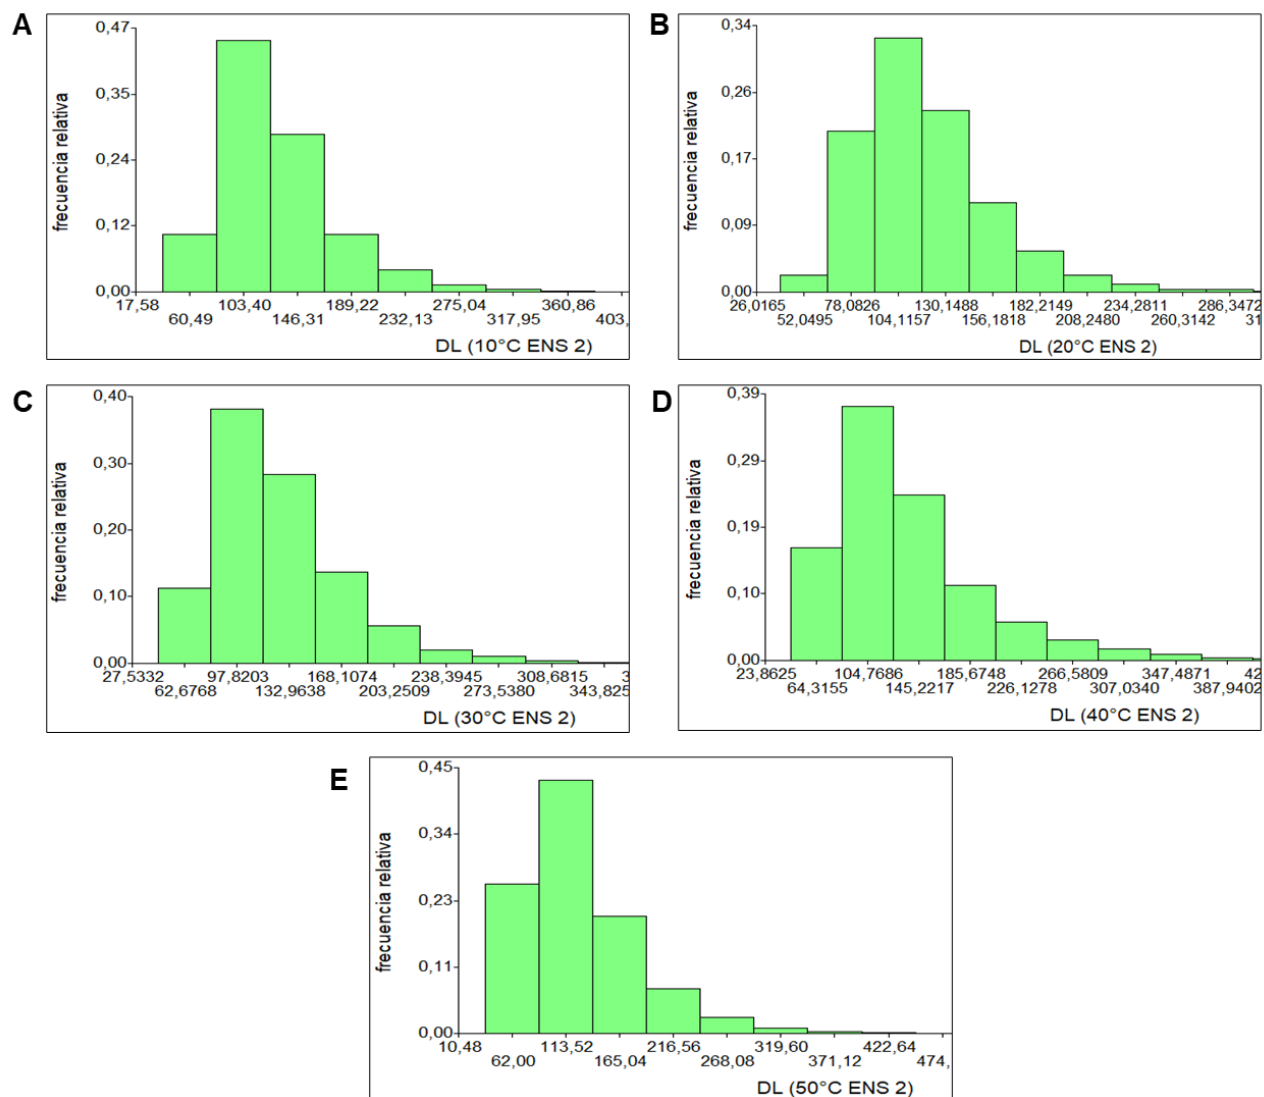 A
frecuencia relativa
0,47
0,35
0,24
0,12
0,00
17,58 103,40 189,22 275,04 360,86
60,49 146,31 232,13 317,95 403,
DL (10°C ENS 2)
B
frecuencia relativa
0,34
0,26
0,17
0,09
0,00
26,0165 78,0826 130,1488 182,2149 234,2811 286,3472
52,0495 104,1157 156,1818 208,2480 260,3142 31
DL (20°C ENS 2)
C
frecuencia relativa
0,40
0,30
0,20
0,10
0,00
27,5332 97,8203 168,1074 238,3945 308,6815 3
62,6768 132,9638 203,2509 273,5380 343,825
DL (30°C ENS 2)
D
frecuencia relativa
0,39
0,29
0,19
0,10
0,00
23,8625 104,7686 185,6748 266,5809 347,4871 42
64,3155 145,2217 226,1278 307,0340 387,9402
DL (40°C ENS 2)
E
frecuencia relativa
0,45
0,34
0,23
0,11
0,00
10,48 113,52 216,56 319,60 422,64
62,00 165,04 268,08 371,12 474,
DL (50°C ENS 2)